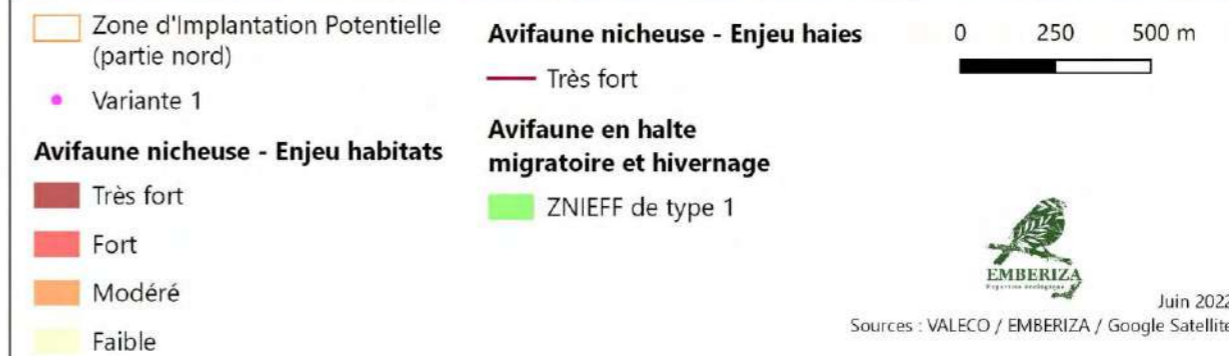 Zone d'Implantation Potentielle
(partie nord)
Variante 1
Avifaune nicheuse - Enjeu habitats
Très fort
Fort
Modéré
Faible
Avifaune nicheuse - Enjeu haies
Très fort
Avifaune en halte
migratoire et hivernage
ZNIEFF de type 1
0 250 500 m
EMBERIZA
Expertise écologique
Juin 2022
Sources : VALECO / EMBERIZA / Google Satellite